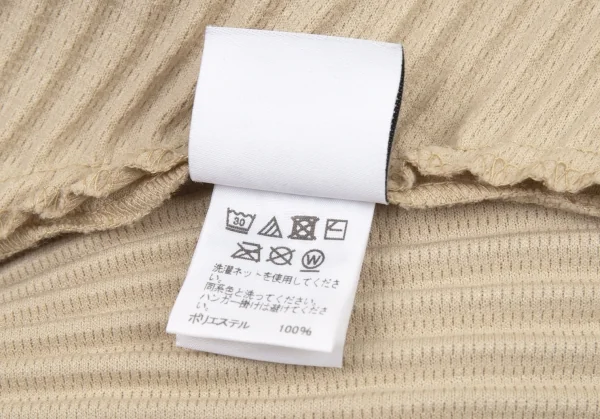 30
W
洗濯ネットを使用してくださ
い。
同系色と洗ってください。
ハンガー掛けは避けてくださ
い。
ポリエステル 100%